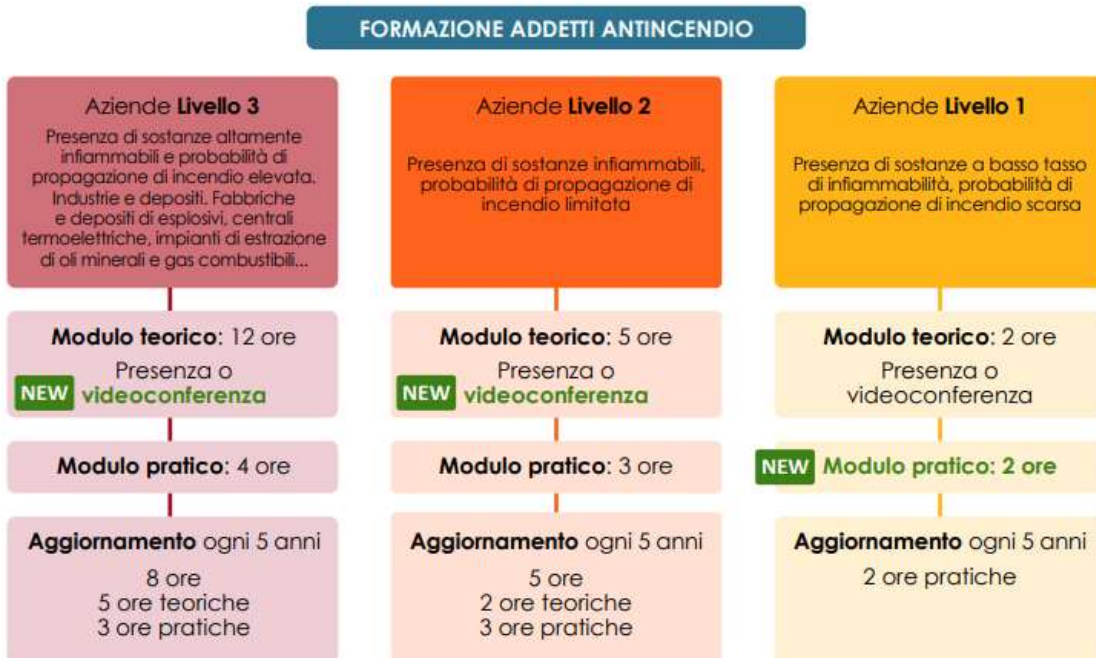 FORMAZIONE ADDETTI ANTINCENDIO
Aziende Livello 3
Presenza di sostanze altamente
infiammabili e probabilità di
propagazione di incendio elevata.
Industrie e depositi. Fabbriche
e depositi di esplosivi, centrali
termoelettriche, impianti di estrazione
di oli minerali e gas combustibili...
Modulo teorico: 12 ore
Presenza o
NEW videoconferenza
Modulo pratico: 4 ore
Aggiornamento ogni 5 anni
8 ore
5 ore teoriche
3 ore pratiche
Aziende Livello 2
Presenza di sostanze infiammabili,
probabilità di propagazione di
incendio limitata
Modulo teorico: 5 ore
Presenza o
NEW videoconferenza
Modulo pratico: 3 ore
Aggiornamento ogni 5 anni
5 ore
2 ore teoriche
3 ore pratiche
Aziende Livello 1
Presenza di sostanze a basso tasso
di infiammabilità, probabilità di
propagazione di incendio scarsa
Modulo teorico: 2 ore
Presenza o
videoconferenza
NEW Modulo pratico: 2 ore
Aggiornamento ogni 5 anni
2 ore pratiche